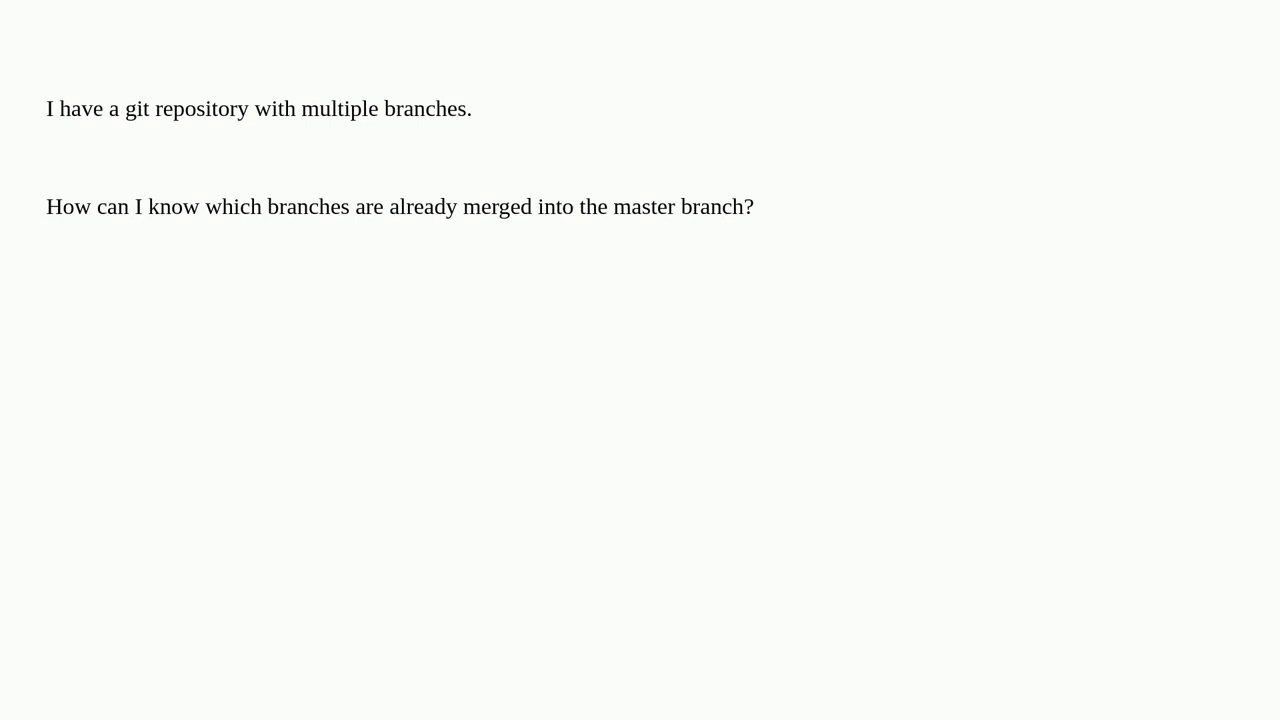 I have a git repository with multiple branches.
How can I know which branches are already merged into the master branch?